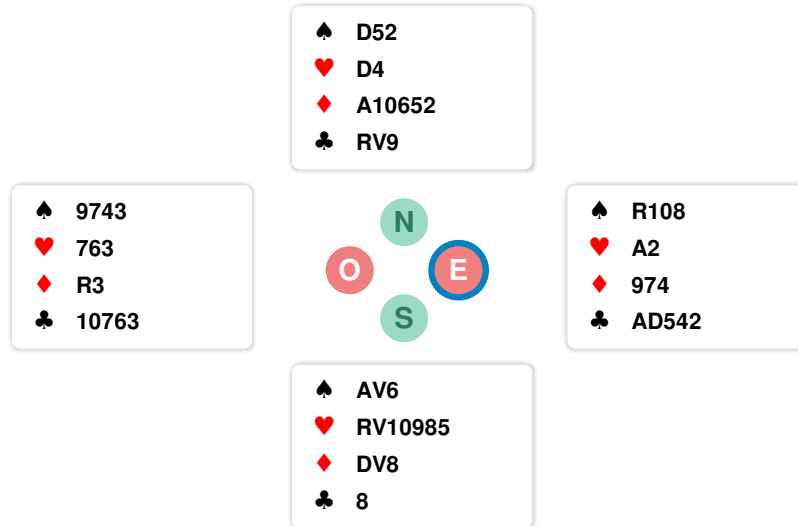 ♠ D52
♥ D4
♦ A10652
♣ RV9
♠ 9743
♥ 763
♦ R3
♣ 10763
N
O
E
S
♠ R108
♥ A2
♦ 974
♣ AD542
♠ AV6
♥ RV10985
♦ DV8
♣ 8